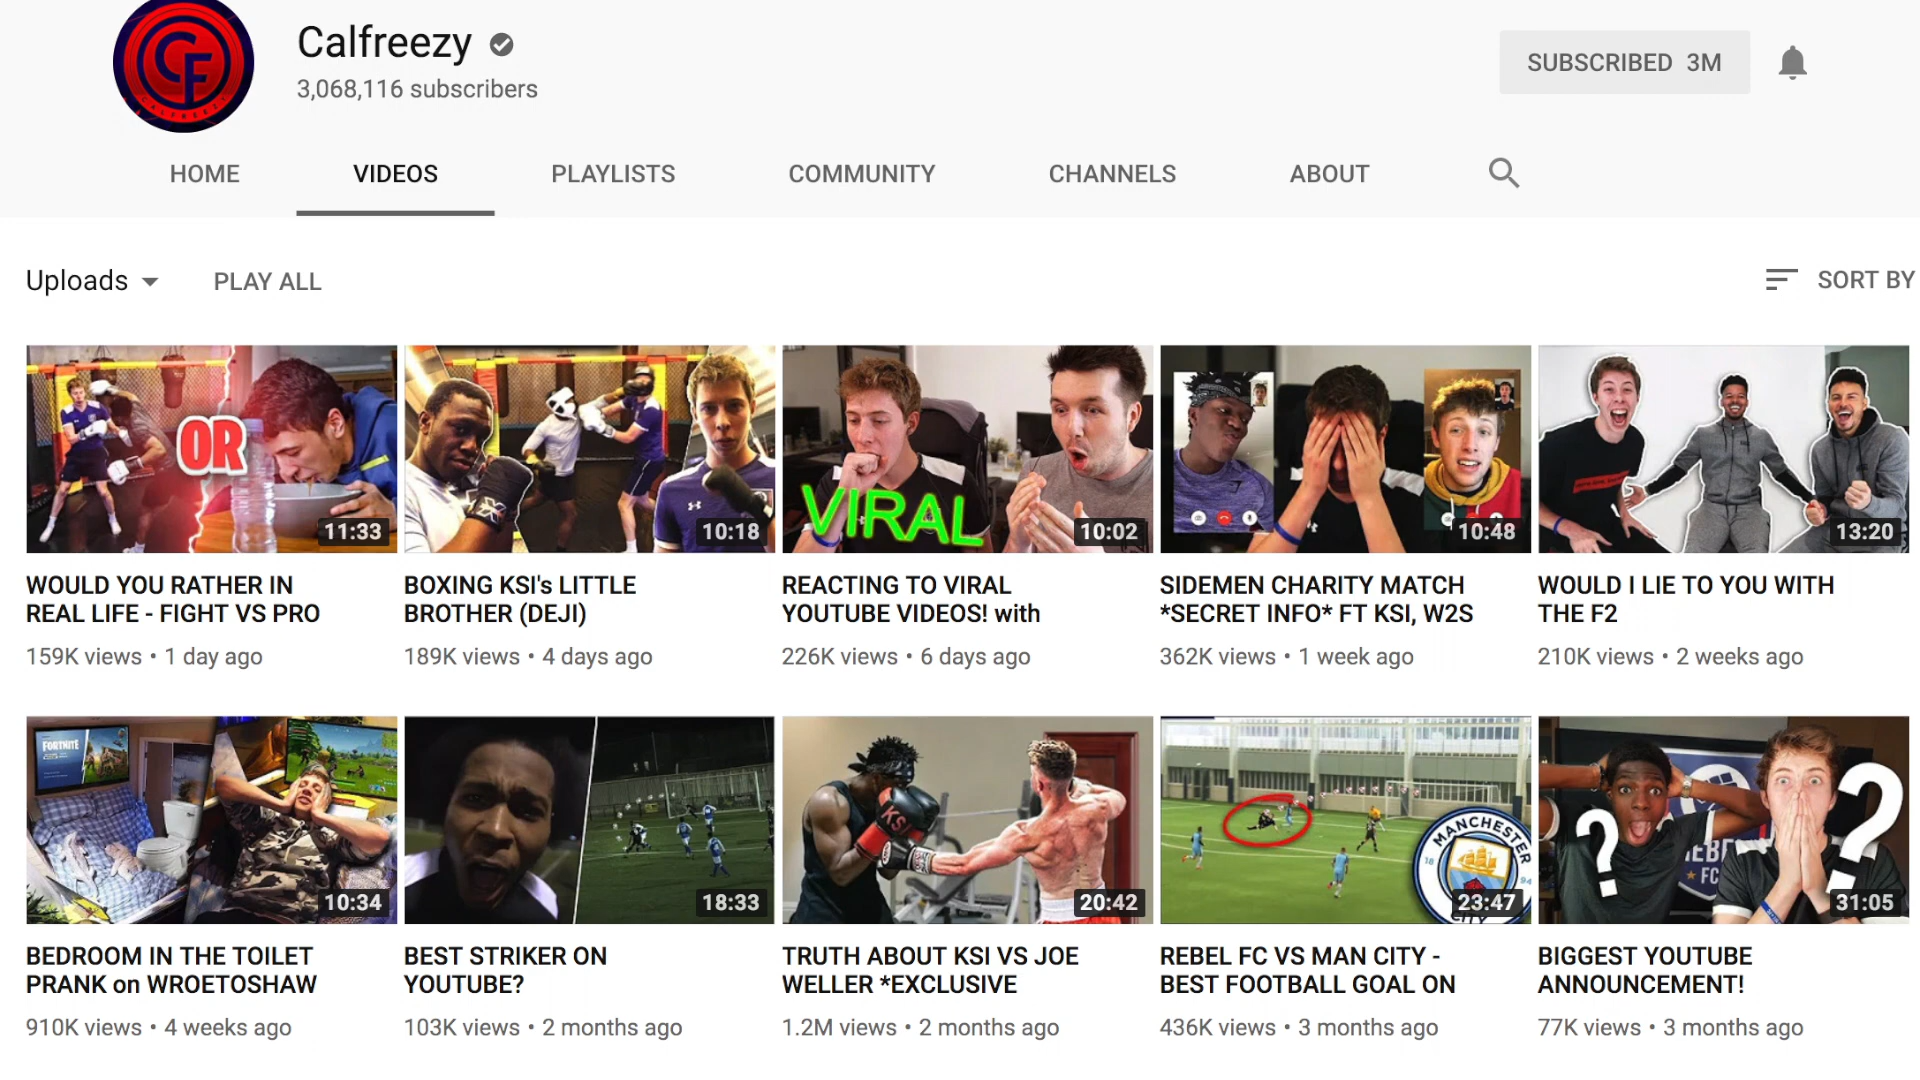 Calfreezy
3,068,116 subscribers
SUBSCRIBED 3M
HOME VIDEOS PLAYLISTS COMMUNITY CHANNELS ABOUT
Uploads PLAY ALL
SORT BY
OR
11:33
10:18
VIRAL
10:02
10:48
13:20
WOULD YOU RATHER IN
REAL LIFE - FIGHT VS PRO
159K views • 1 day ago
BOXING KSI's LITTLE
BROTHER (DEJI)
189K views • 4 days ago
REACTING TO VIRAL
YOUTUBE VIDEOS! with
226K views • 6 days ago
SIDEMEN CHARITY MATCH
*SECRET INFO* FT KSI, W2S
362K views • 1 week ago
WOULD I LIE TO YOU WITH
THE F2
210K views • 2 weeks ago
FORTNITE
10:34
18:33
KSI
20:42
MANCHESTER
18 94
CITY
23:47
? ?
FC
31:05
BEDROOM IN THE TOILET
PRANK on WROETOSHAW
910K views • 4 weeks ago
BEST STRIKER ON
YOUTUBE?
103K views • 2 months ago
TRUTH ABOUT KSI VS JOE
WELLER *EXCLUSIVE
1.2M views • 2 months ago
REBEL FC VS MAN CITY -
BEST FOOTBALL GOAL ON
436K views • 3 months ago
BIGGEST YOUTUBE
ANNOUNCEMENT!
77K views • 3 months ago